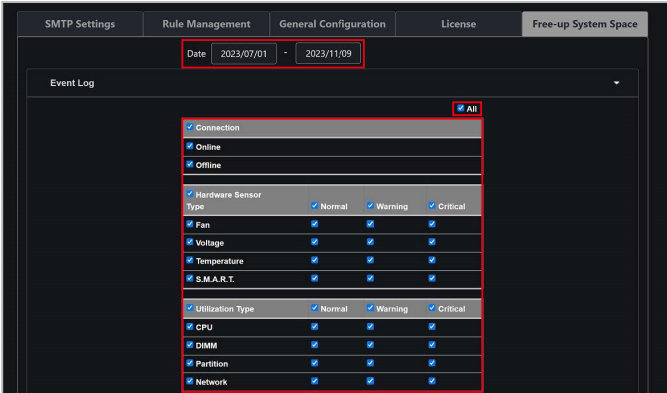 SMTP Settings Rule Management General Configuration License Free-up System Space
Date 2023/07/01 - 2023/11/09
Event Log
All
Connection
Online
Offline
Hardware Sensor
Type Normal Warning Critical
Fan
Voltage
Temperature
S.M.A.R.T.
Utilization Type Normal Warning Critical
CPU
DIMM
Partition
Network